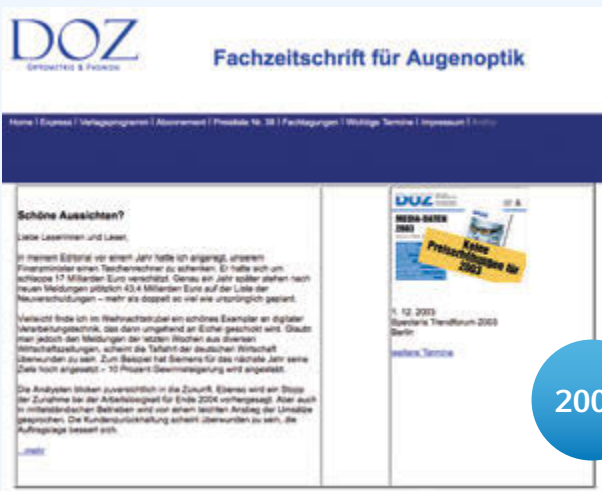 DOZ
OPTOMETRIE & FASHION
Fachzeitschrift für Augenoptik
Home | Express | Verlagsprogramm | Abonnement | Preisliste Nr. 38 | Fachtagungen | Wichtige Termine | Impressum |
Schöne Aussichten?
Liebe Leserinnen und Leser,
in meinem Editorial vor einem Jahr hatte ich angeregt, unserem
Finanzminister einen Taschenrechner zu schenken. Er hatte sich um
schlappe 17 Milliarden Euro verschätzt. Genau ein Jahr später stehen nach
neuen Meldungen plötzlich 43,4 Milliarden Euro auf der Liste der
Neuverschuldungen – mehr als doppelt so viel wie ursprünglich geplant.
Vielleicht finde ich im Weihnachtstrubel ein schönes Exemplar an digitaler
Verarbeitungstechnik, das dann umgehend an Eichel geschickt wird. Glaubt
man jedoch den Meldungen der letzten Wochen aus diversen
Wirtschaftszeitungen, scheint die Talfahrt der deutschen Wirtschaft
überwunden zu sein. Zum Beispiel hat Siemens für das nächste Jahr seine
Ziele hoch angesetzt – 10 Prozent Gewinnsteigerung wird angestrebt.
Die Analysten blicken zuversichtlich in die Zukunft. Ebenso wird ein Stopp
der Zunahme bei der Arbeitslosigkeit für Ende 2004 vorhergesagt. Aber auch
in mittelständischen Betrieben wird von einem leichten Anstieg der Umsätze
gesprochen. Die Kundenzurückhaltung scheint überwunden zu sein, die
Auftragslage bessert sich.
...mehr
DOZ
MEDIA-DATEN
2003
Keine
Preiserhöhungen für
2003
1. 12. 2003
Spectaris Trendforum 2003
Berlin
weitere Termine
200